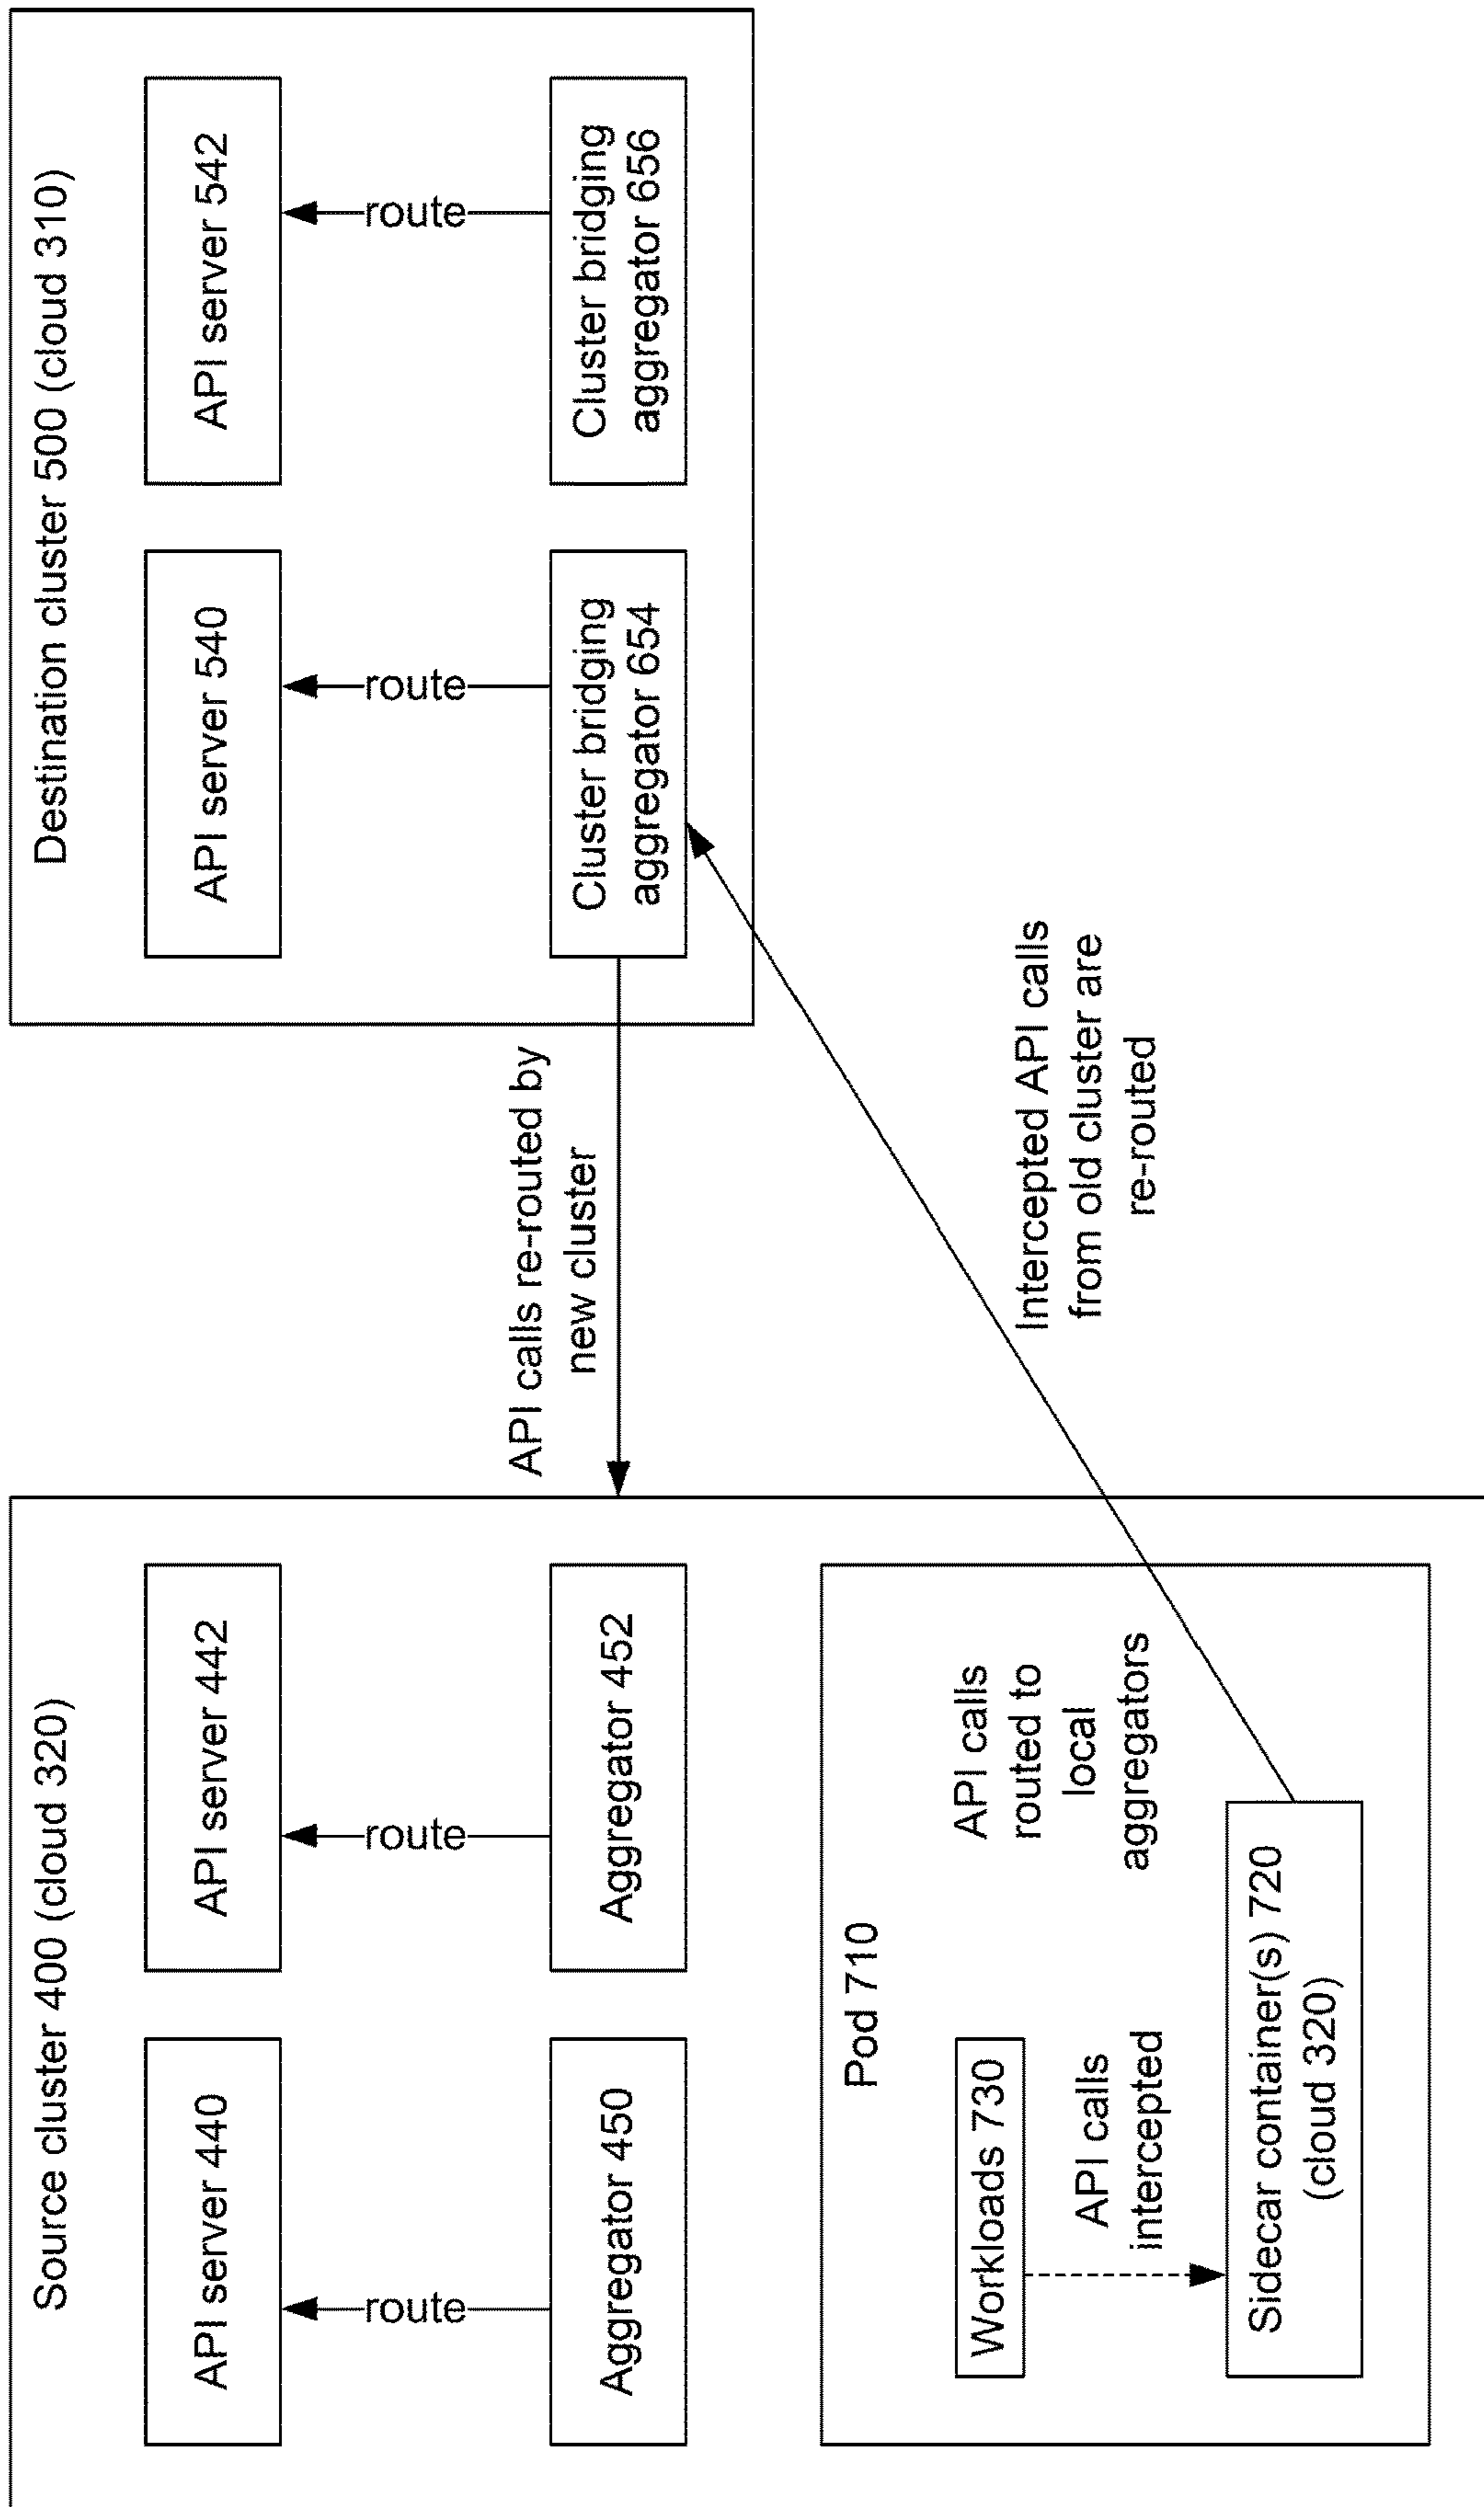 Source cluster 400 (cloud 320)
API server 440
API server 442
route
route
Aggregator 450
Aggregator 452
Pod 710
Workloads 730
API calls
intercepted
API calls
routed to
local
aggregators
Sidecar container(s) 720
(cloud 320)
API calls re-routed by
new cluster
Intercepted API calls
from old cluster are
re-routed
Destination cluster 500 (cloud 310)
API server 540
API server 542
route
route
Cluster bridging
aggregator 654
Cluster bridging
aggregator 656